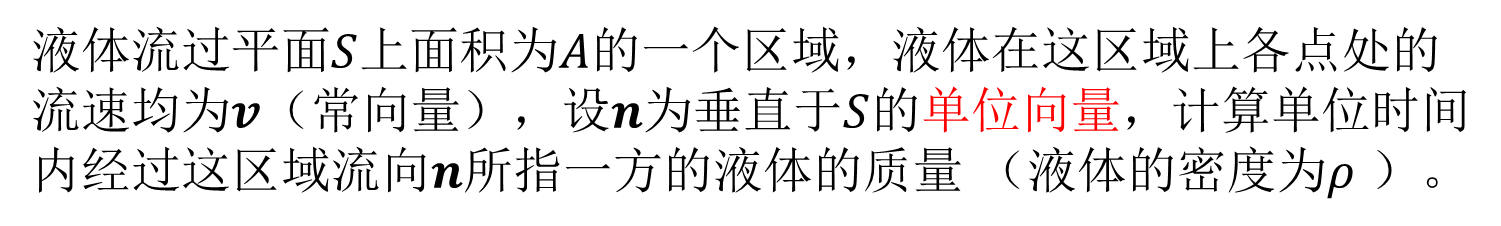 液体流过平面S上面积为A的一个区域，液体在这区域上各点处的
流速均为v（常向量），设n为垂直于S的单位向量，计算单位时间
内经过这区域流向n所指一方的液体的质量 （液体的密度为ρ ）。